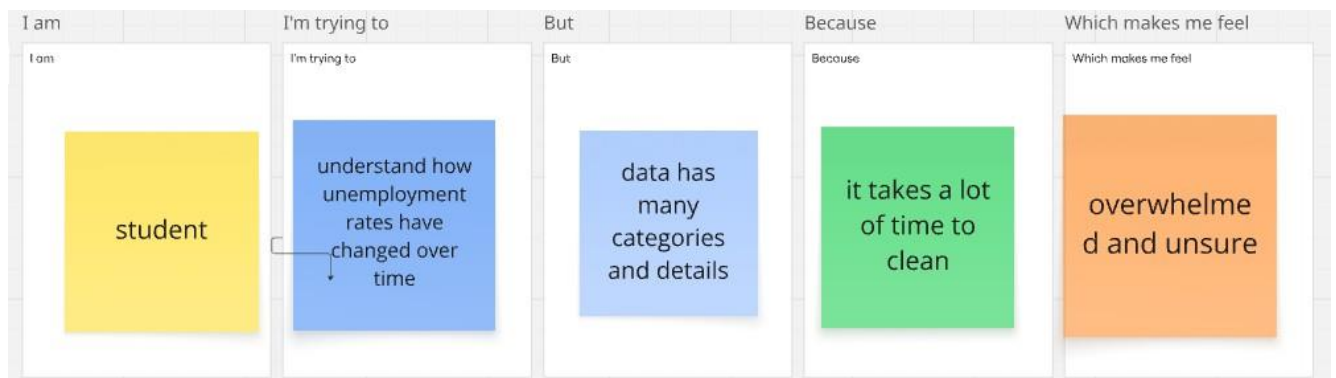 I am
I'm trying to
But
Because
Which makes me feel
I am
I'm trying to
But
Because
Which makes me feel
student
understand how
unemployment
rates have
changed over
time
data has
many
categories
and details
it takes a lot
of time to
clean
overwhelme
d and unsure